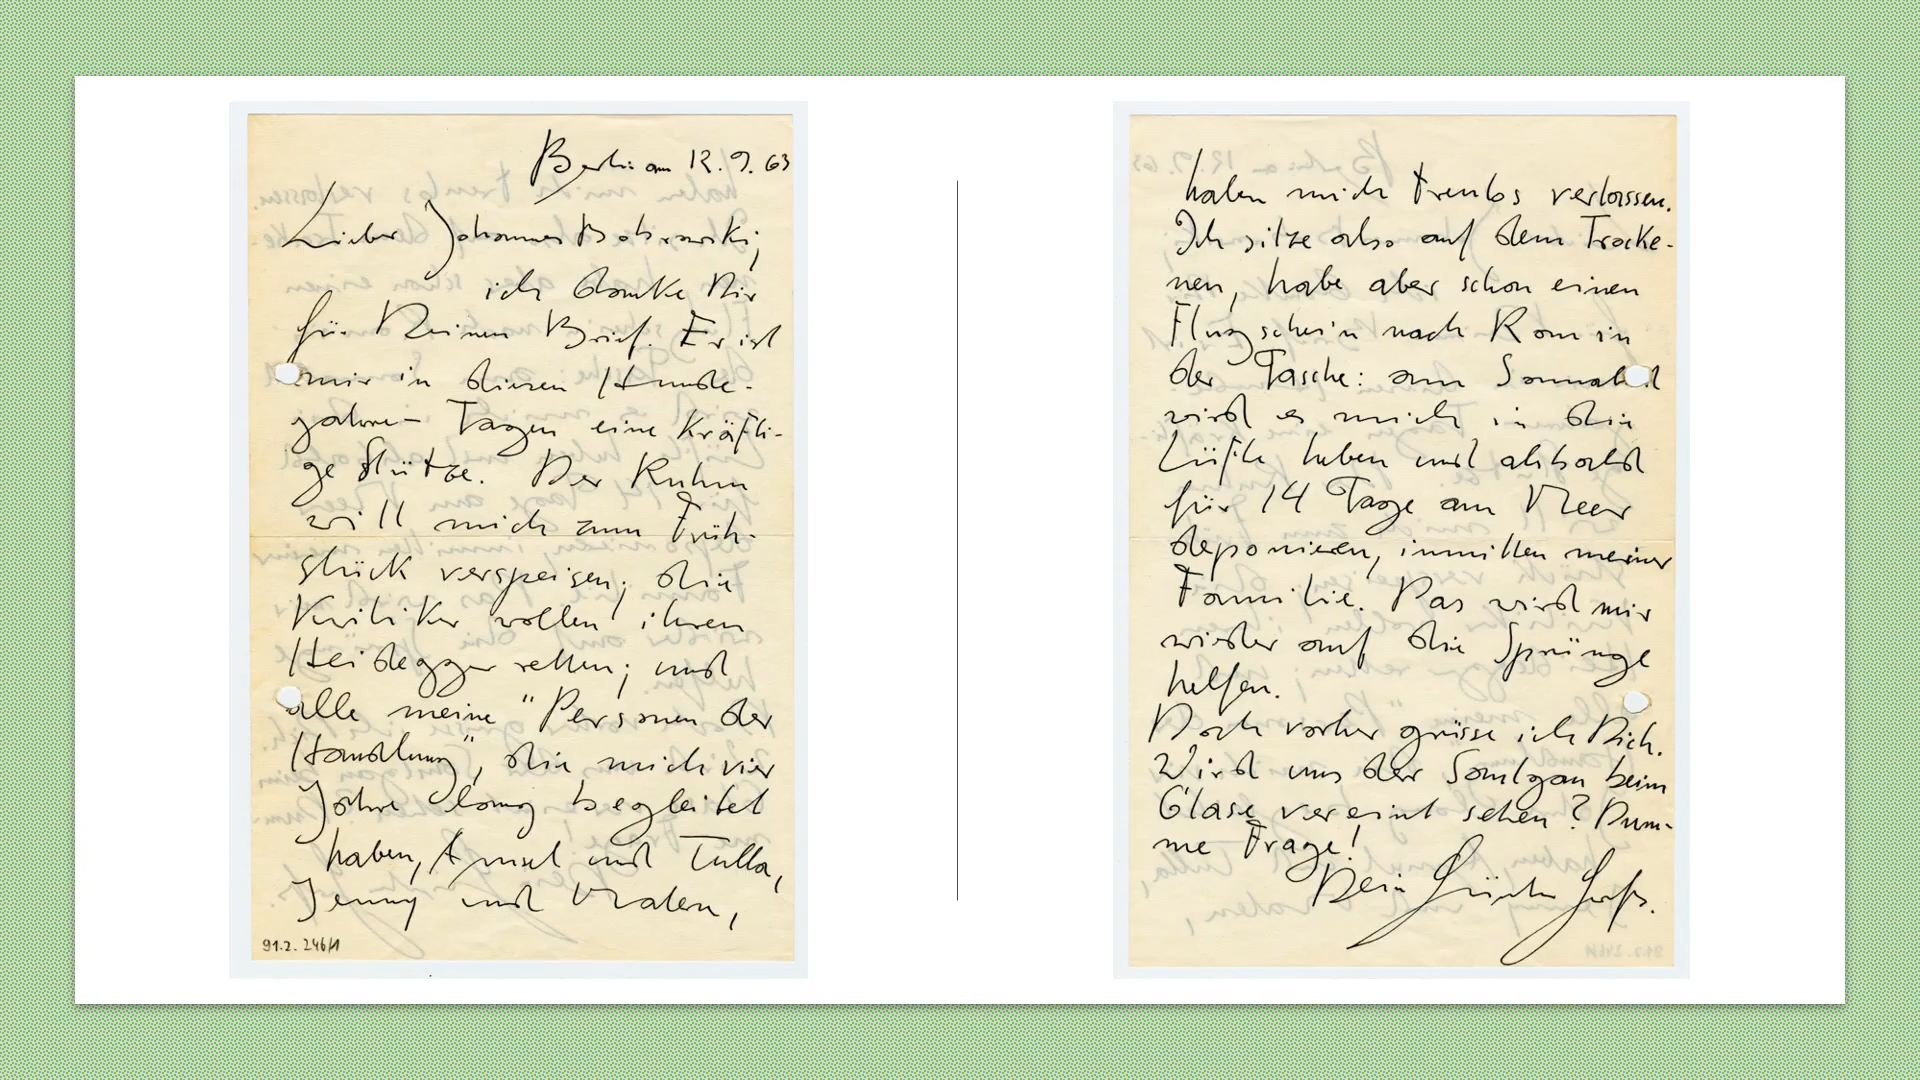 Berlin am 12.9.63
Lieber Johannes Bobrowski,
ich danke Dir
für Deinen Brief. Er ist
mir in diesen Hunde-
jahre- Tagen eine kräfti-
ge Stütze. Der Ruhm
will mich zum Früh-
stück verspeisen; die
Kritiker wollen ihren
Heidegger retten; und
alle meine "Personen der
Handlung", die mich vier
Jahre lang begleitet
haben, Amsel und Tulla,
Jenny und Matern,
91.2.246/1
haben mich treulos verlassen.
Ich sitze also auf dem Trocke-
nen, habe aber schon einen
Flugschein nach Rom in
der Tasche: am Sonnabend
wird es mich in die
Lüfte heben und alsbald
für 14 Tage am Meer
deponieren, inmitten meiner
Familie. Das wird mir
wieder auf die Sprünge
helfen.
Doch vorher grüsse ich Dich.
Wird uns der Saulgau beim
Glase vereint sehen? Dum-
me Frage!
Dein Günter Grass.